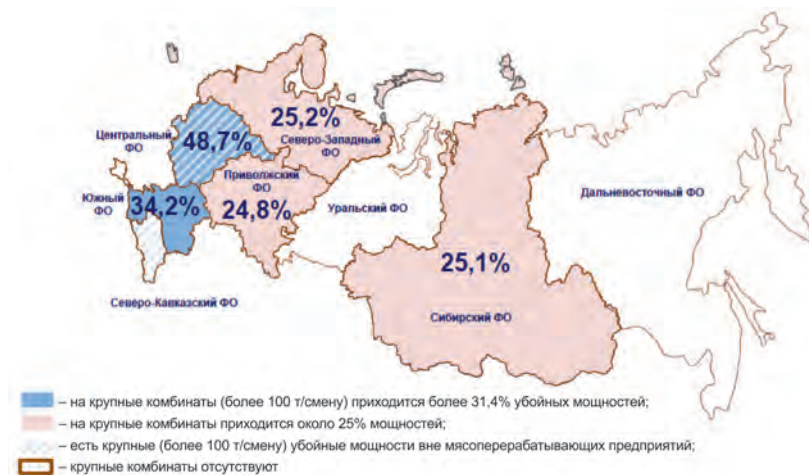 25,2%
Северо-Западный
ФО
Центральный
ФО
48,7%
Приволжский
ФО
24,8%
Южный
ФО
34,2%
Уральский ФО
Дальневосточный ФО
25,1%
Северо-Кавказский ФО
Сибирский ФО
– на крупные комбинаты (более 100 т/смену) приходится более 31,4% убойных мощностей;
– на крупные комбинаты приходится около 25% мощностей;
– есть крупные (более 100 т/смену) убойные мощности вне мясоперерабатывающих предприятий;
– крупные комбинаты отсутствуют